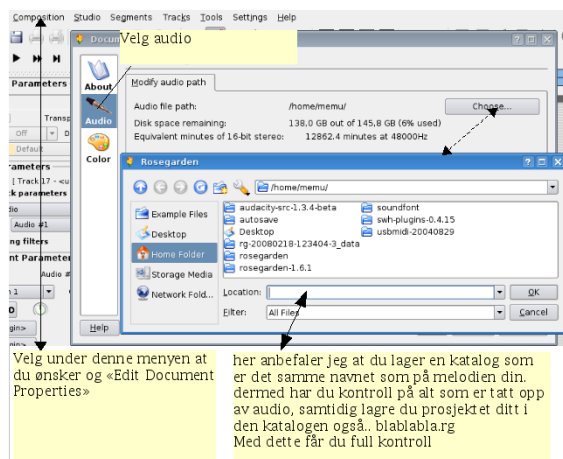 Composition Studio Segments Tracks Tools Settings Help
Velg audio
Parameters
About
Modify audio path
Audio file path: /home/memu/ Choose...
Transp
Audio
Disk space remaining: 138,0 GB out of 145,8 GB (6% used)
Off
Equivalent minutes of 16-bit stereo: 12862.4 minutes at 48000Hz
Default
Color
Rosegarden
[ Track 17 - <u
/home/memu/
Audio #1
Example Files
Desktop
Home Folder
Storage Media
Network Fold...
audacity-src-1.3.4-beta
autosave
Desktop
rg-20080218-123404-3_data
rosegarden
rosegarden-1.6.1
soundfont
swh-plugins-0.4.15
usbmidi-20040829
Location: OK
Filter: All Files Cancel
Help
Velg under denne menyen at
du ønsker og «Edit Document
Properties»
her anbefaler jeg at du lager en katalog som
er det samme navnet som på melodien din.
dermed har du kontroll på alt som er tatt opp
av audio, samtidig lagre du prosjektet ditt i
den katalogen også.. blablabla.rg
Med dette får du full kontroll